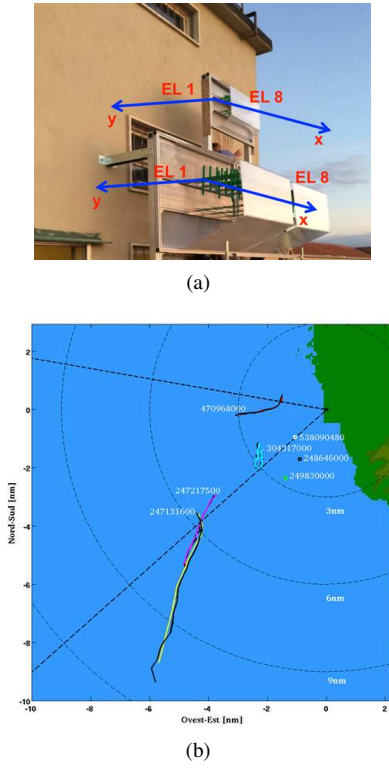 EL 1
EL 8
y
x
EL 1
EL 8
y
x
(a)
2
0
-2
-4
-6
-8
-10
Nord-Sud [nm]
470968000
538090480
304317000
248646000
249830000
247217500
247131600
3nm
6nm
9nm
-10
-8
-6
-4
-2
0
2
Ovest-Est [nm]
(b)